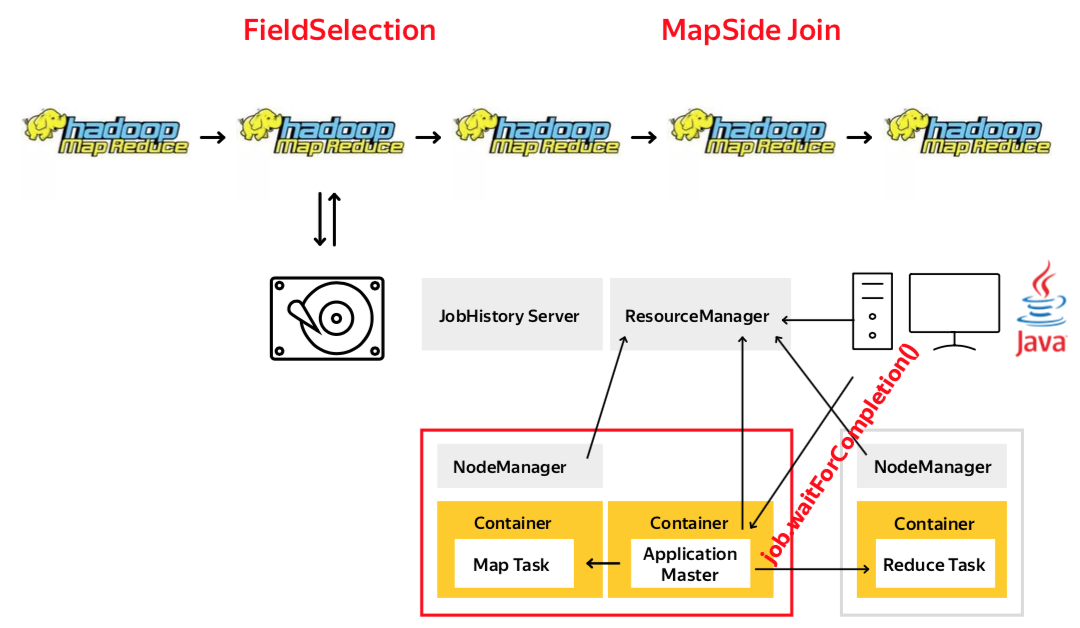 FieldSelection
MapSide Join
hadoop
Map Reduce
hadoop
Map Reduce
hadoop
Map Reduce
hadoop
Map Reduce
hadoop
Map Reduce
JobHistory Server
ResourceManager
Java
job.waitForCompletion()
NodeManager
NodeManager
Container
Map Task
Container
Application
Master
Container
Reduce Task